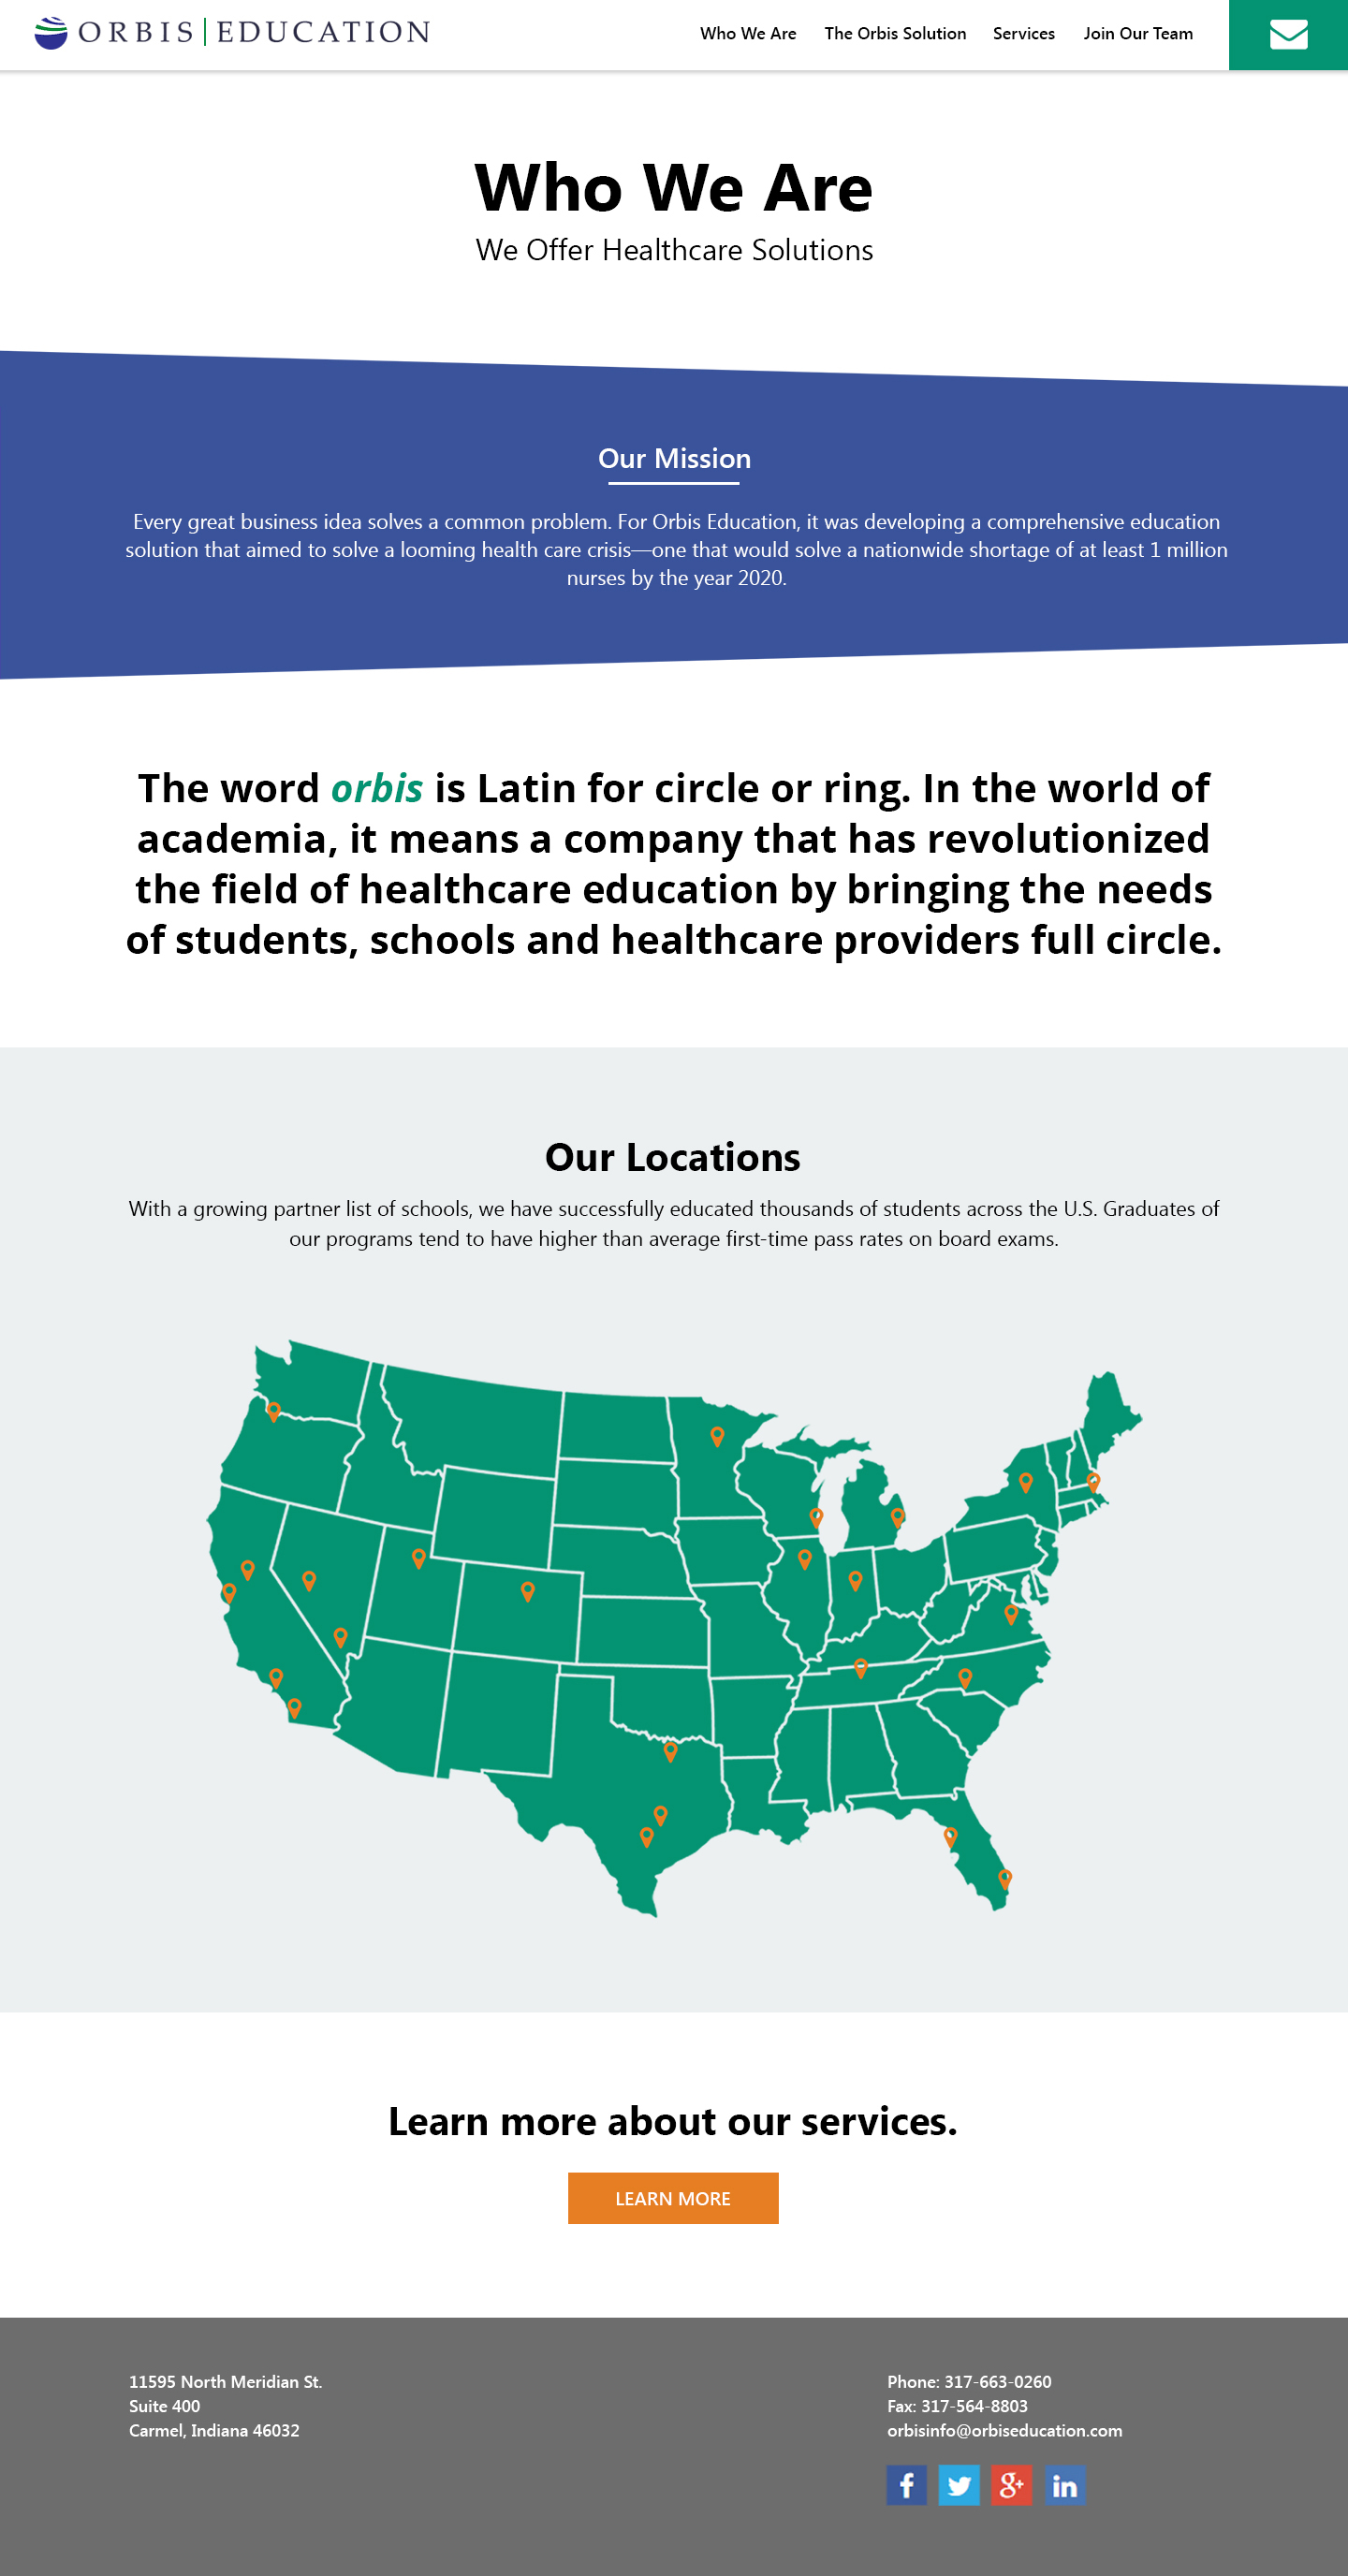 ORBIS EDUCATION
Who We Are
The Orbis Solution
Services
Join Our Team
Who We Are
We Offer Healthcare Solutions
Our Mission
Every great business idea solves a common problem. For Orbis Education, it was developing a comprehensive education
solution that aimed to solve a looming health care crisis—one that would solve a nationwide shortage of at least 1 million
nurses by the year 2020.
The word orbis is Latin for circle or ring. In the world of
academia, it means a company that has revolutionized
the field of healthcare education by bringing the needs
of students, schools and healthcare providers full circle.
Our Locations
With a growing partner list of schools, we have successfully educated thousands of students across the U.S. Graduates of
our programs tend to have higher than average first-time pass rates on board exams.
Learn more about our services.
LEARN MORE
11595 North Meridian St.
Suite 400
Carmel, Indiana 46032
Phone: 317-663-0260
Fax: 317-564-8803
orbisinfo@orbiseducation.com
f
g+
in